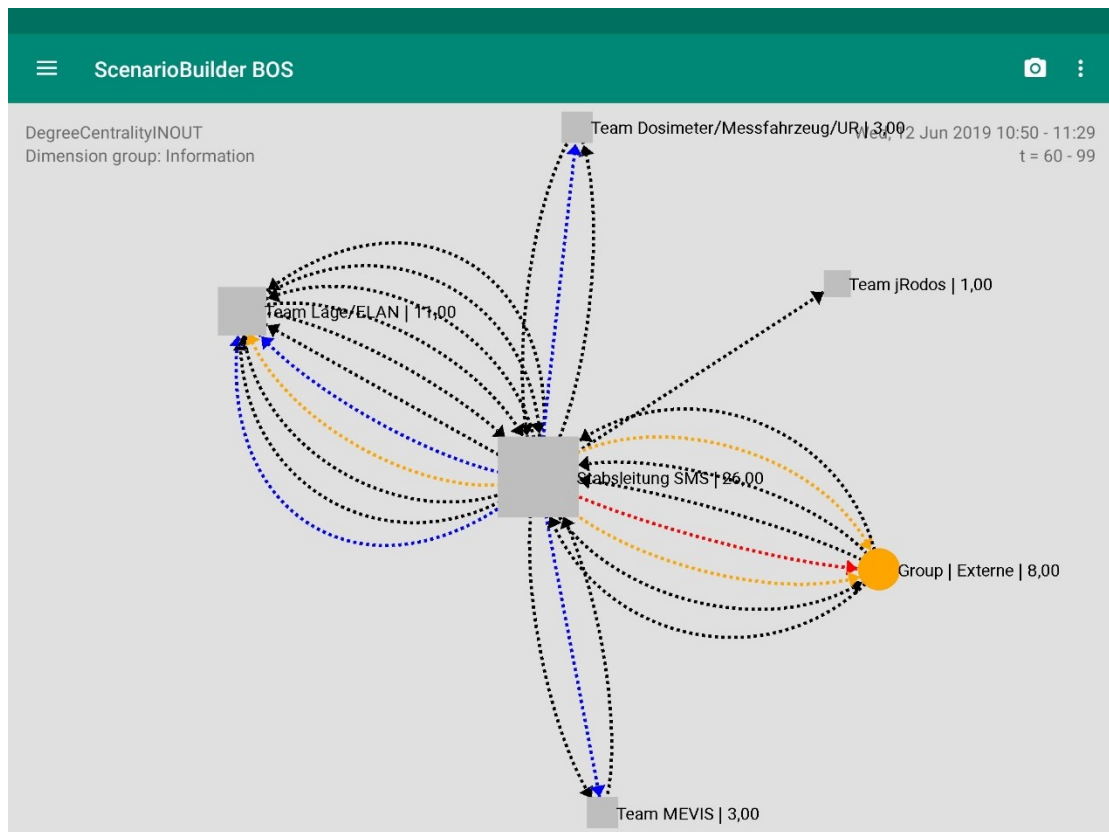 ScenarioBuilder BOS
DegreeCentralityINOUT
Dimension group: Information
Wed, 12 Jun 2019 10:50 - 11:29
t = 60 - 99
Team Dosimeter/Messfahrzeug/UR | 3,00
Team jRodos | 1,00
Team Lage/ELAN | 11,00
Stabsleitung SMS | 26,00
Group | Externe | 8,00
Team MEVIS | 3,00